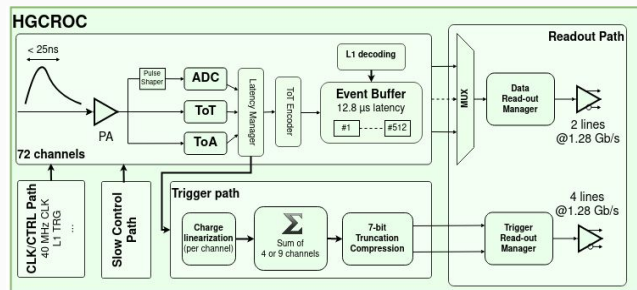 HGCROC
< 25ns
PA
Pulse
Shaper
ADC
ToT
ToA
Latency Manager
ToT Encoder
L1 decoding
Event Buffer
12.8 µs latency
#1
#512
72 channels
MUX
Readout Path
Data
Read-out
Manager
2 lines
@1.28 Gb/s
CLK/CTRL Path
40 MHz CLK
L1 TRG
...
Slow Control
Path
Trigger path
Charge
linearization
(per channel)
Σ
Sum of
4 or 9 channels
7-bit
Truncation
Compression
Trigger
Read-out
Manager
4 lines
@1.28 Gb/s